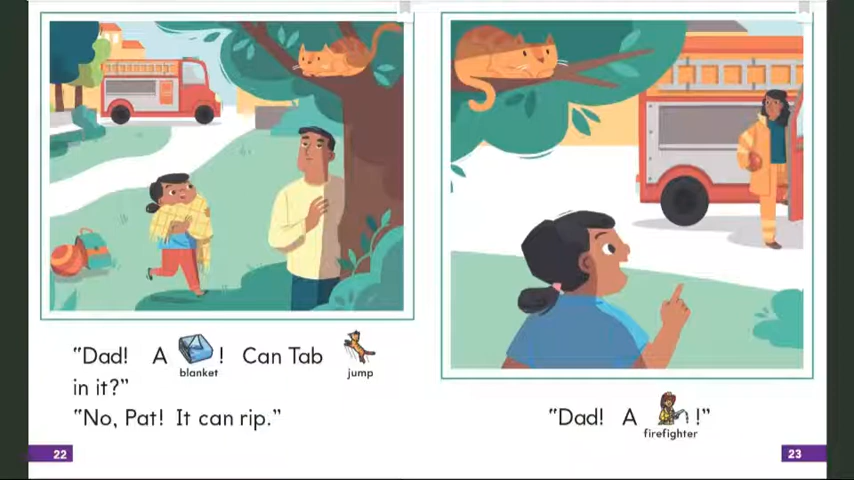 "Dad! A ! Can Tab
blanket jump
in it?"
"No, Pat! It can rip."
22
"Dad! A !"
firefighter
23